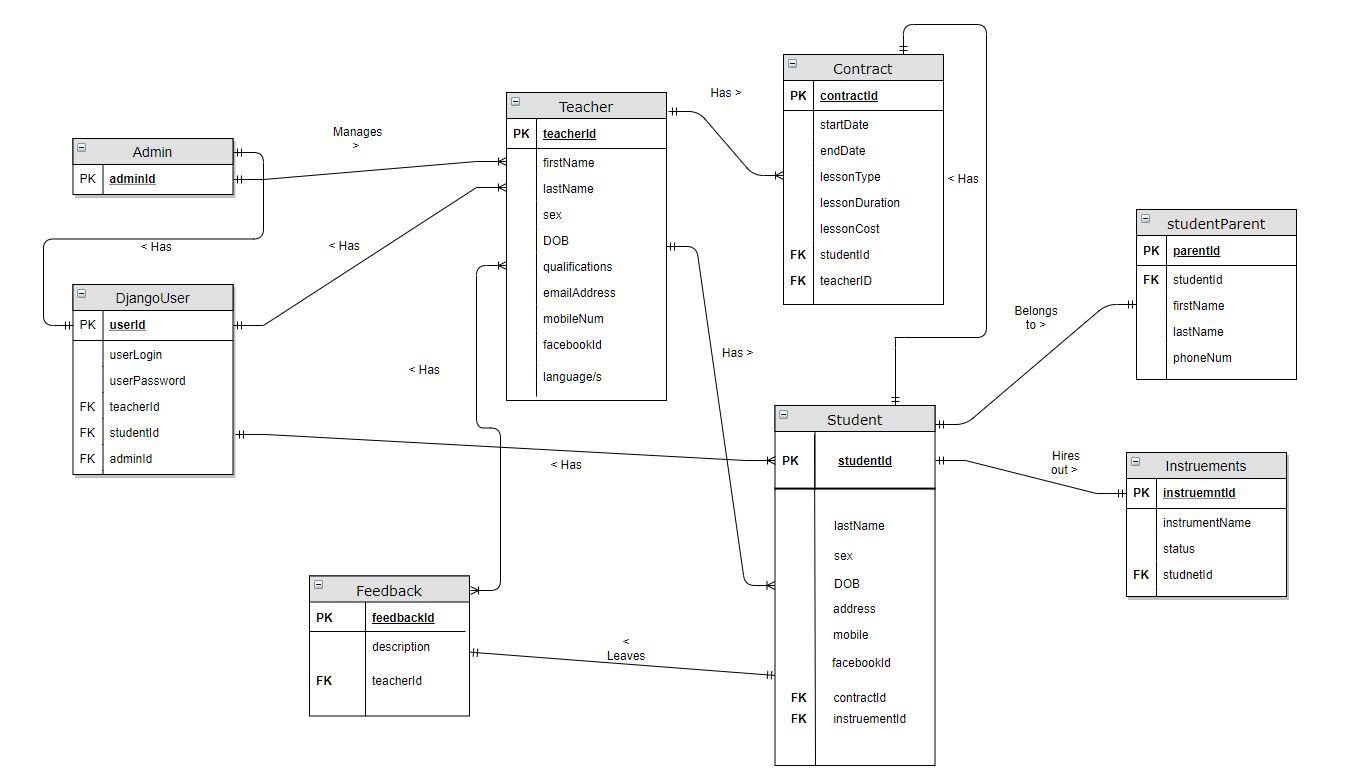 Contract
PK contractId
startDate
endDate
lessonType
lessonDuration
lessonCost
FK studentId
FK teacherID
Has >
< Has
Teacher
PK teacherId
firstName
lastName
sex
DOB
qualifications
emailAddress
mobileNum
facebookId
language/s
Manages
>
Admin
PK adminId
< Has
< Has
DjangoUser
PK userId
userLogin
userPassword
FK teacherId
FK studentId
FK adminId
< Has
Has >
< Has
studentParent
PK parentId
FK studentId
firstName
lastName
phoneNum
Belongs
to >
Student
PK studentId
lastName
sex
DOB
address
mobile
facebookId
FK contractId
FK instruementId
Hires
out >
Instruements
PK instruemntId
instrumentName
status
FK studnetId
Feedback
PK feedbackId
description
FK teacherId
<
Leaves